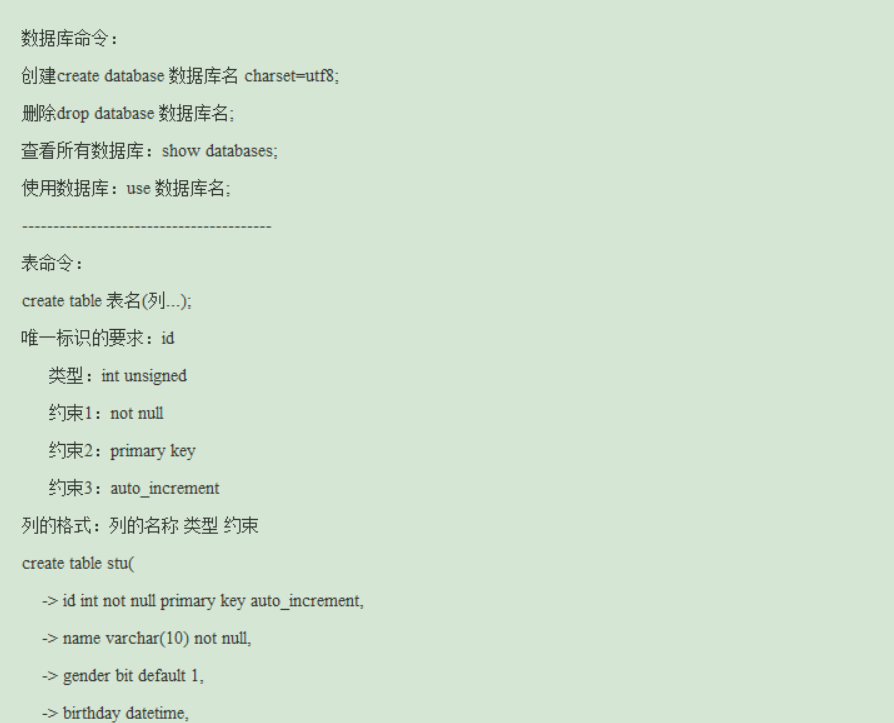 数据库命令：
创建create database 数据库名 charset=utf8;
删除drop database 数据库名;
查看所有数据库：show databases;
使用数据库：use 数据库名;
----------------------------------------
表命令：
create table 表名(列...);
唯一标识的要求：id
类型：int unsigned
约束1：not null
约束2：primary key
约束3：auto_increment
列的格式：列的名称 类型 约束
create table stu(
-> id int not null primary key auto_increment,
-> name varchar(10) not null,
-> gender bit default 1,
-> birthday datetime,